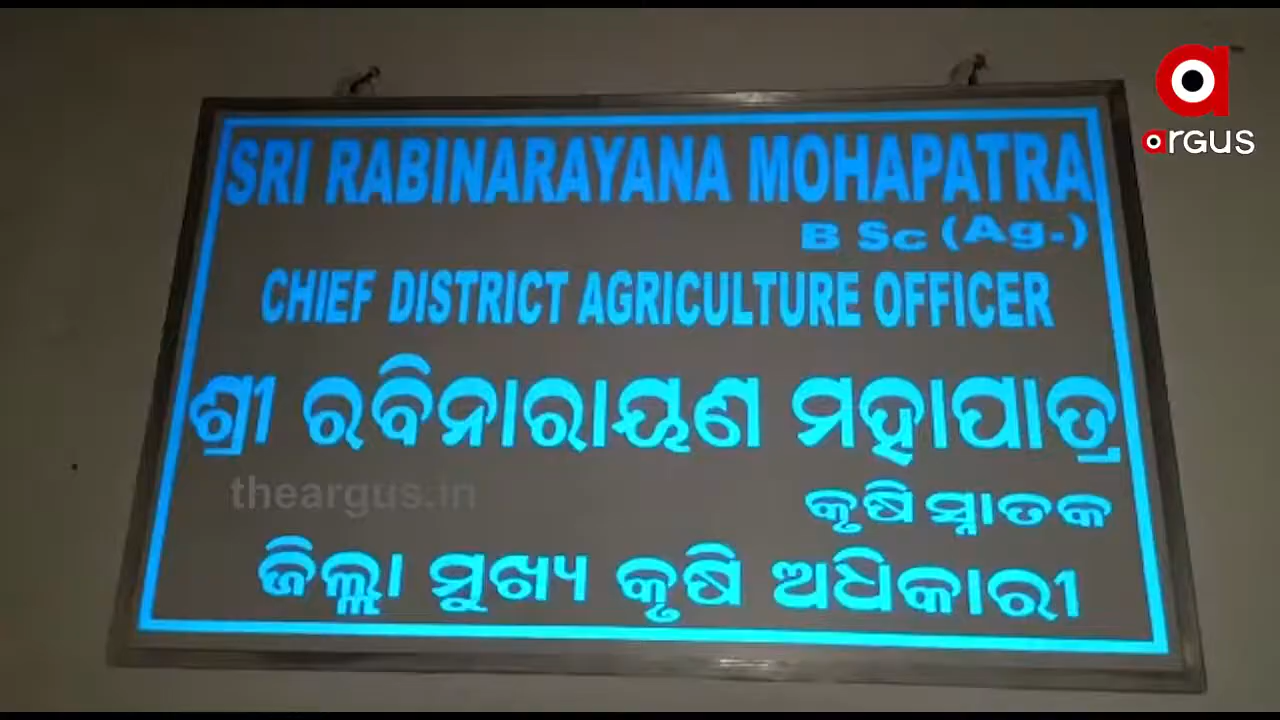 argus
SRI RABINARAYANA MOHAPATRA
B Sc (Ag.)
CHIEF DISTRICT AGRICULTURE OFFICER
ଶ୍ରୀ ରବିନାରାୟଣ ମହାପାତ୍ର
theargus.in
କୃଷି ସ୍ନାତକ
ଜିଲ୍ଲା ମୁଖ୍ୟ କୃଷି ଅଧିକାରୀ